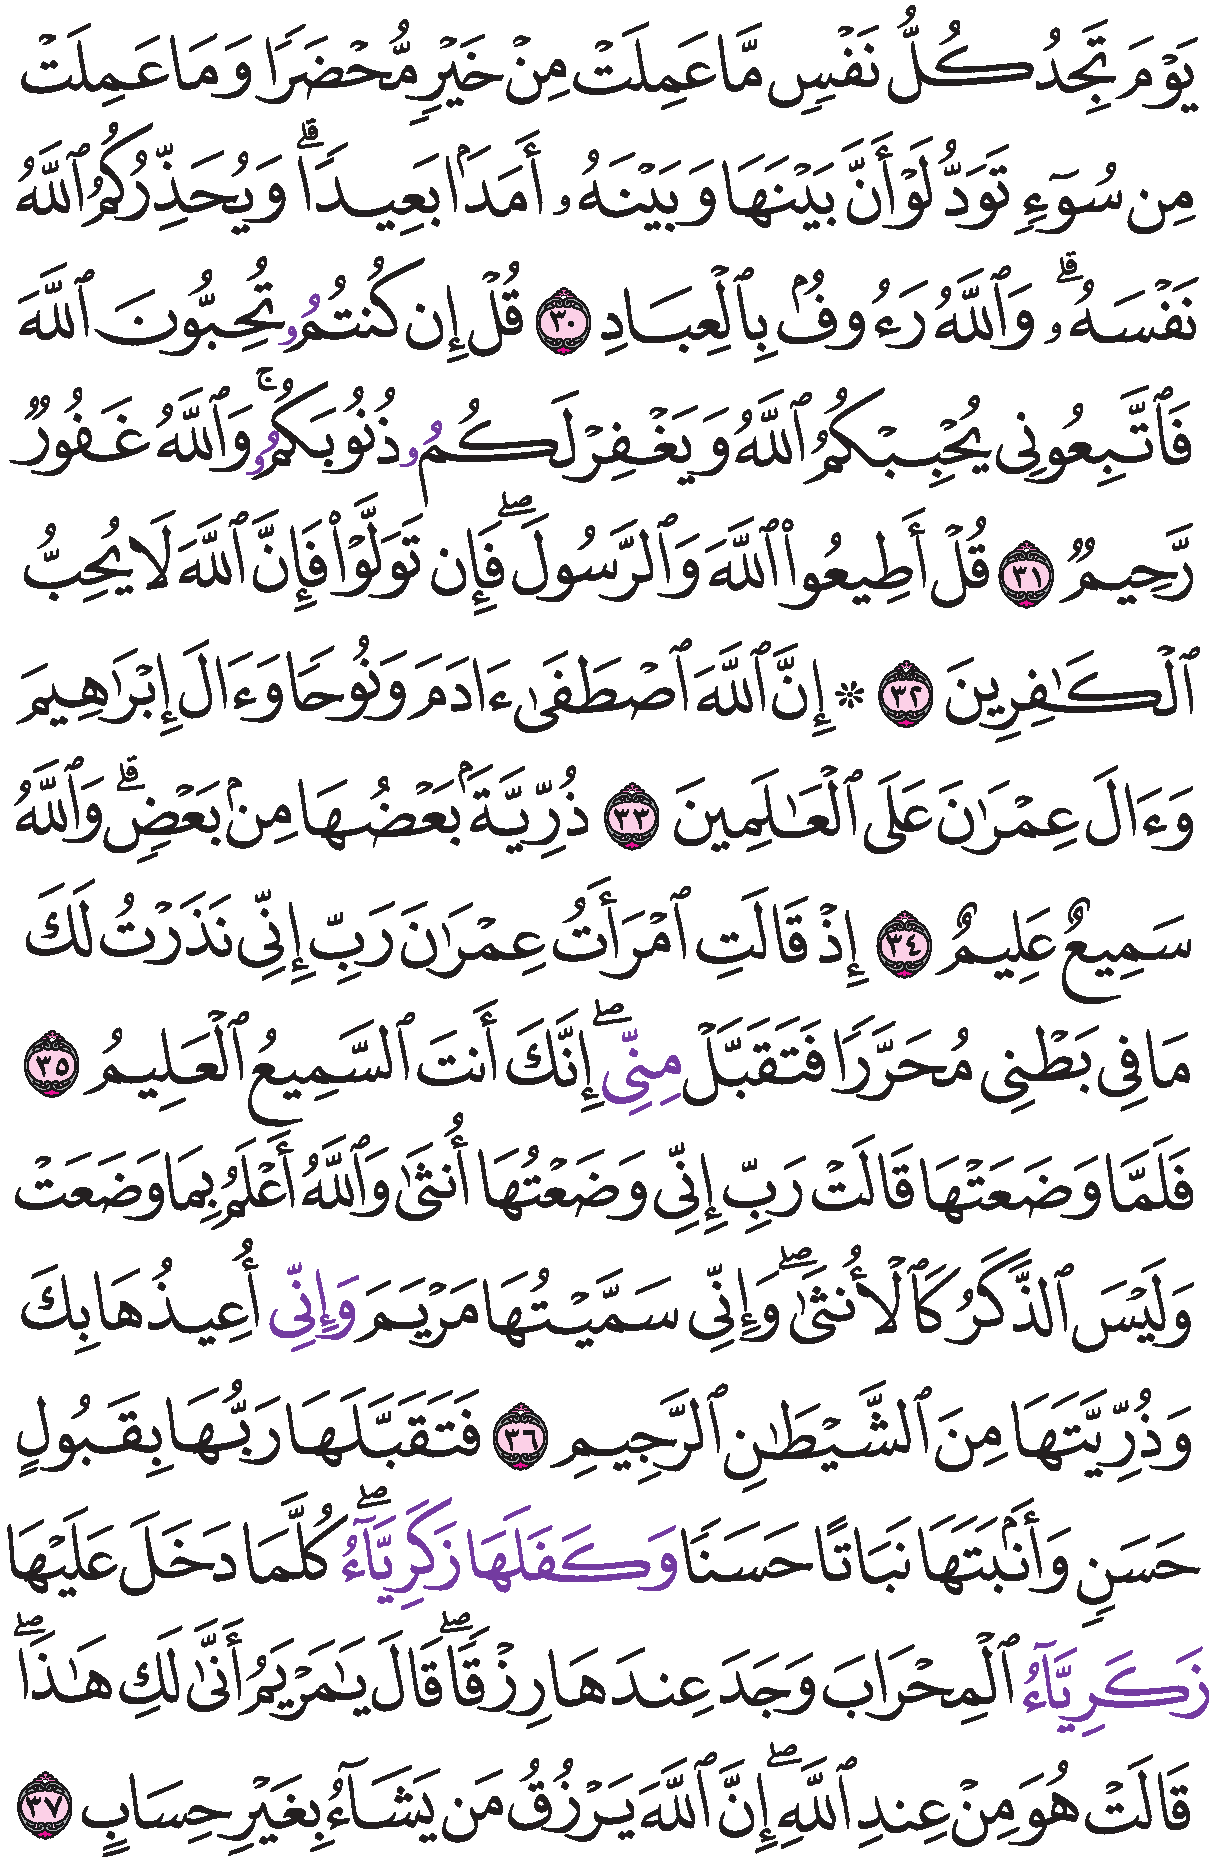 يَوْمَ تَجِدُ كُلُّ نَفْسٍ مَّا عَمِلَتْ مِنْ خَيْرٍ مُّحْضَرًا وَمَا عَمِلَتْ
مِن سُوٓءٍ تَوَدُّ لَوْ أَنَّ بَيْنَهَا وَبَيْنَهُۥ أَمَدَۢا بَعِيدًاۗ وَيُحَذِّرُكُمُ ٱللَّهُ
نَفْسَهُۥۗ وَٱللَّهُ رَءُوفُۢ بِالْعِبَادِ ٣٠ قُلْ إِن كُنتُمُۥ تُحِبُّونَ ٱللَّهَ
فَٱتَّبِعُونِى يُحْبِبْكُمُ ٱللَّهُ وَيَغْفِرْ لَكُمُۥ ذُنُوبَكُمُۥۚ وَٱللَّهُ غَفُورٌ
رَّحِيمٌ ٣١ قُلْ أَطِيعُوا۟ ٱللَّهَ وَٱلرَّسُولَۖ فَإِن تَوَلَّوْا۟ فَإِنَّ ٱللَّهَ لَا يُحِبُّ
ٱلْكَٰفِرِينَ ٣٢ ۞ إِنَّ ٱللَّهَ ٱصْطَفَىٰ ءَادَمَ وَنُوحًا وَءَالَ إِبْرَٰهِيمَ
وَءَالَ عِمْرَٰنَ عَلَى ٱلْعَٰلَمِينَ ٣٣ ذُرِّيَّةَۢ بَعْضُهَا مِنۢ بَعْضٍۗ وَٱللَّهُ
سَمِيعٌ عَلِيمٌ ٣٤ إِذْ قَالَتِ ٱمْرَأَتُ عِمْرَٰنَ رَبِّ إِنِّى نَذَرْتُ لَكَ
مَا فِى بَطْنِى مُحَرَّرًا فَتَقَبَّلْ مِنِّىۖ إِنَّكَ أَنتَ ٱلسَّمِيعُ ٱلْعَلِيمُ ٣٥
فَلَمَّا وَضَعَتْهَا قَالَتْ رَبِّ إِنِّى وَضَعْتُهَا أُنثَىٰ وَٱللَّهُ أَعْلَمُ بِمَا وَضَعَتْ
وَلَيْسَ ٱلذَّكَرُ كَٱلْأُنثَىٰۖ وَإِنِّى سَمَّيْتُهَا مَرْيَمَ وَإِنِّىَ أُعِيذُهَا بِكَ
وَذُرِّيَّتَهَا مِنَ ٱلشَّيْطَٰنِ ٱلرَّجِيمِ ٣٦ فَتَقَبَّلَهَا رَبُّهَا بِقَبُولٍ
حَسَنٍ وَأَنۢبَتَهَا نَبَاتًا حَسَنًا وَكَفَلَهَا زَكَرِيَّآءُۖ كُلَّمَا دَخَلَ عَلَيْهَا
زَكَرِيَّآءُ ٱلْمِحْرَابَ وَجَدَ عِندَهَا رِزْقًاۖ قَالَ يَٰمَرْيَمُ أَنَّىٰ لَكِ هَٰذَاۖ
قَالَتْ هُوَ مِنْ عِندِ ٱللَّهِۖ إِنَّ ٱللَّهَ يَرْزُقُ مَن يَشَآءُ بِغَيْرِ حِسَابٍ ٣٧